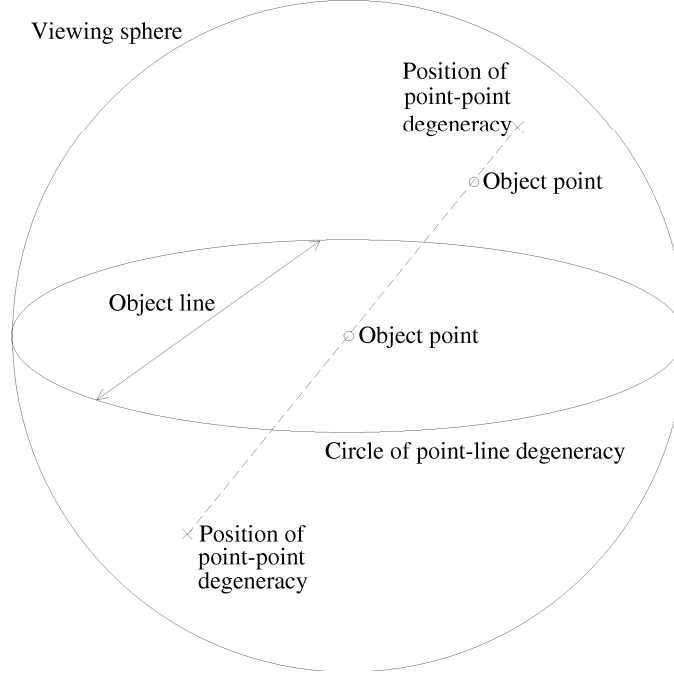 Viewing sphere
Position of
point-point
degeneracy
Object point
Object line
Object point
Circle of point-line degeneracy
Position of
point-point
degeneracy